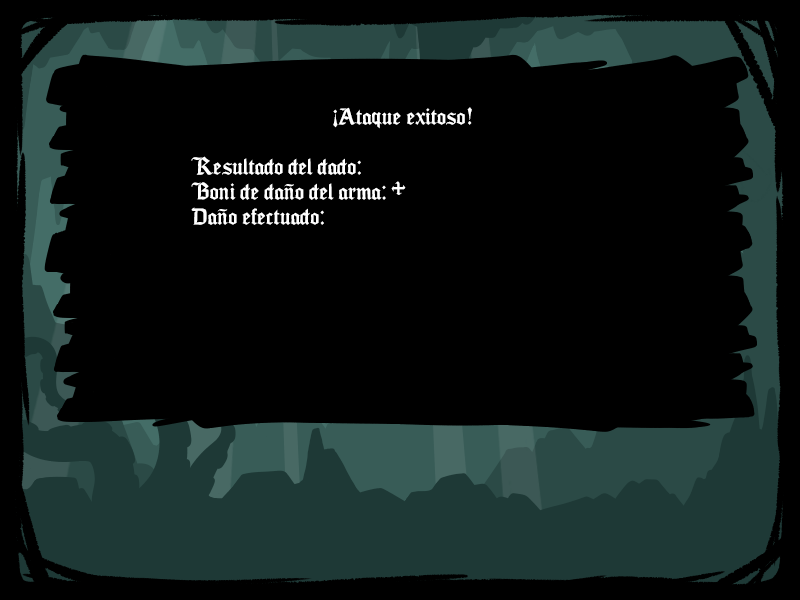 ¡Ataque exitoso!
Resultado del dado:
Boni de daño del arma: +
Daño efectuado: